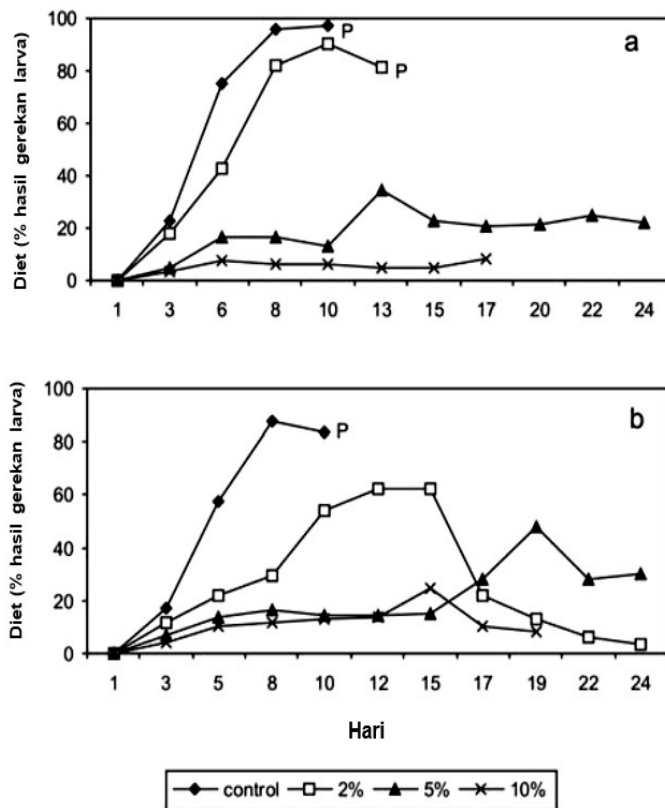 a
Diet (% hasil gerekan larva)
100
80
60
40
20
0
P
P
1 3 6 8 10 13 15 17 20 22 24
b
Diet (% hasil gerekan larva)
100
80
60
40
20
0
P
1 3 5 8 10 12 15 17 19 22 24
Hari
control 2% 5% 10%